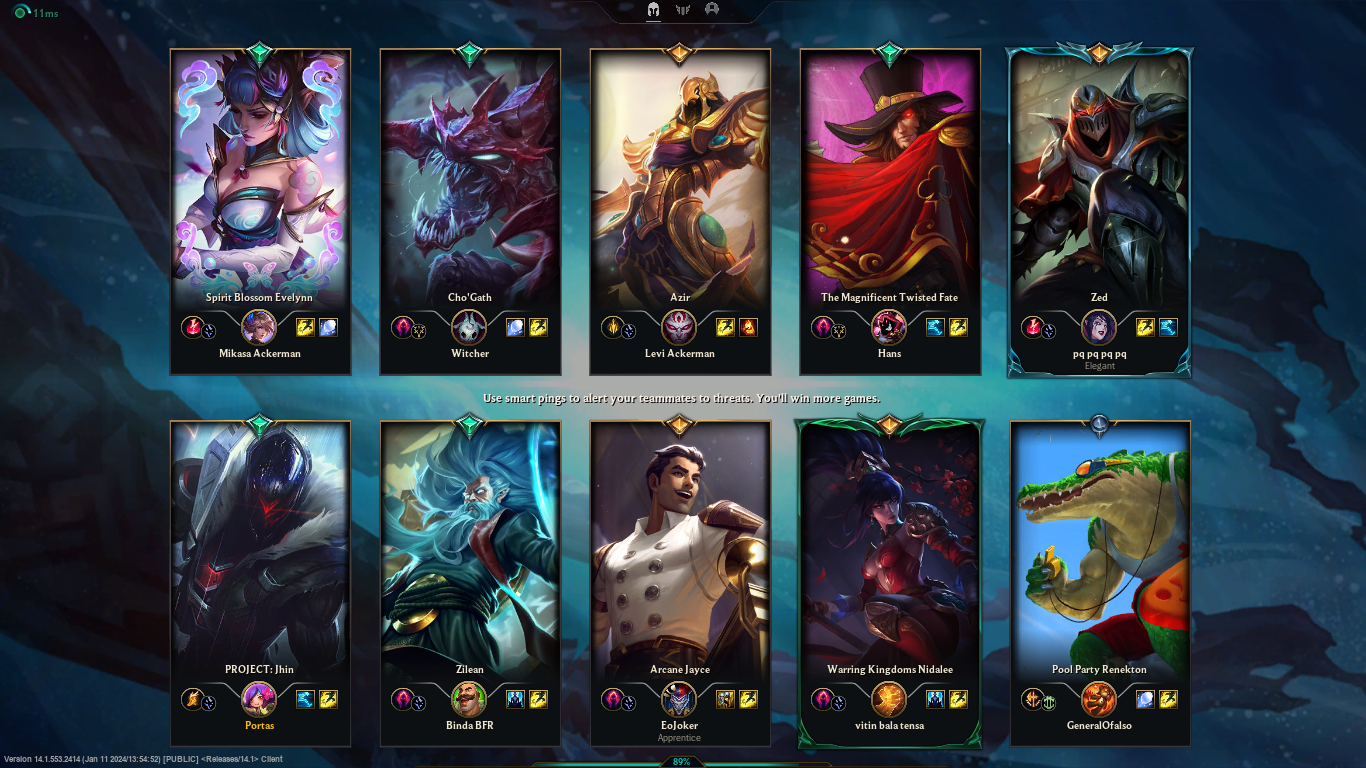 11ms
Spirit Blossom Evelynn
Mikasa Ackerman
Cho'Gath
Witcher
Azir
Levi Ackerman
The Magnificent Twisted Fate
Hans
Zed
pq pq pq pq
Elegant
Use smart pings to alert your teammates to threats. You'll win more games.
PROJECT: Jhin
Portas
Zilean
Binda BFR
Arcane Jayce
EoJoker
Apprentice
Warring Kingdoms Nidalee
vitin bala tensa
Pool Party Renekton
GeneralOfalso
Version 14.1.553.2414 (Jan 11 2024/13:54:52) [PUBLIC] <Releases/14.1> Client
89%